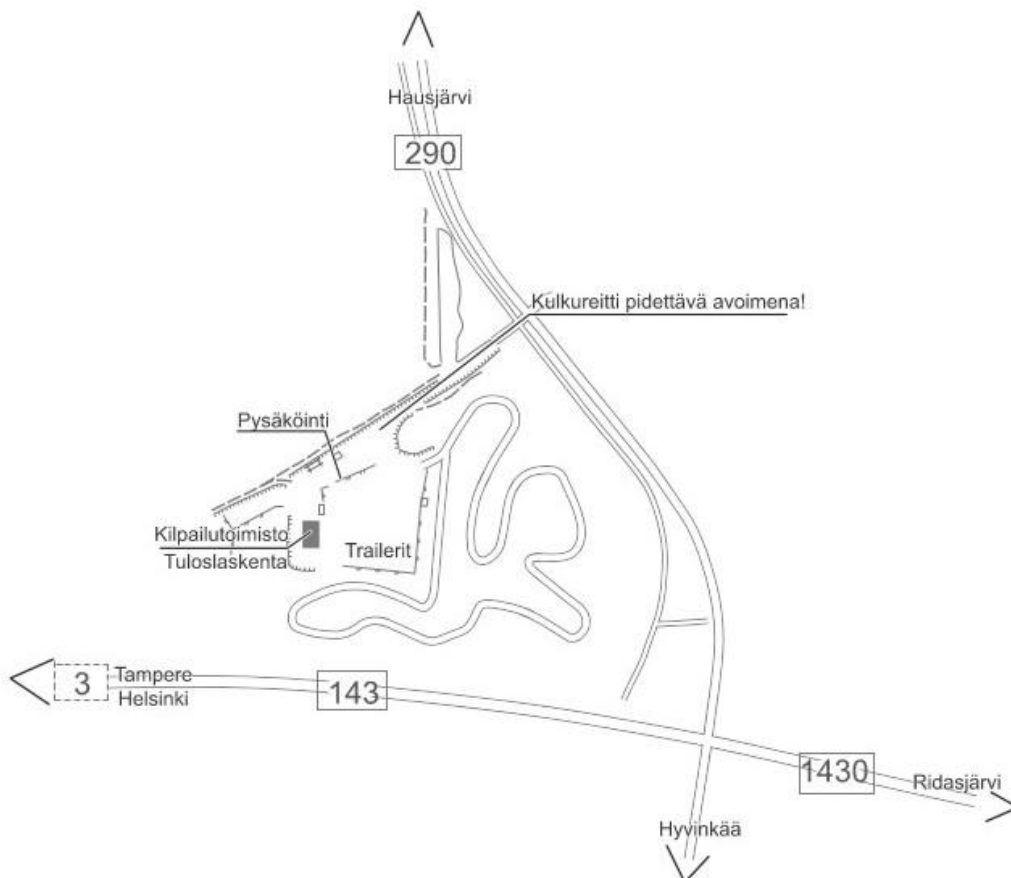 Hausjärvi
290
Kulkureitti pidettävä avoimena!
Pysäköinti
Kilpailutoimisto
Tuloslaskenta
Trailerit
3
Tampere
Helsinki
143
1430
Ridasjärvi
Hyvinkää